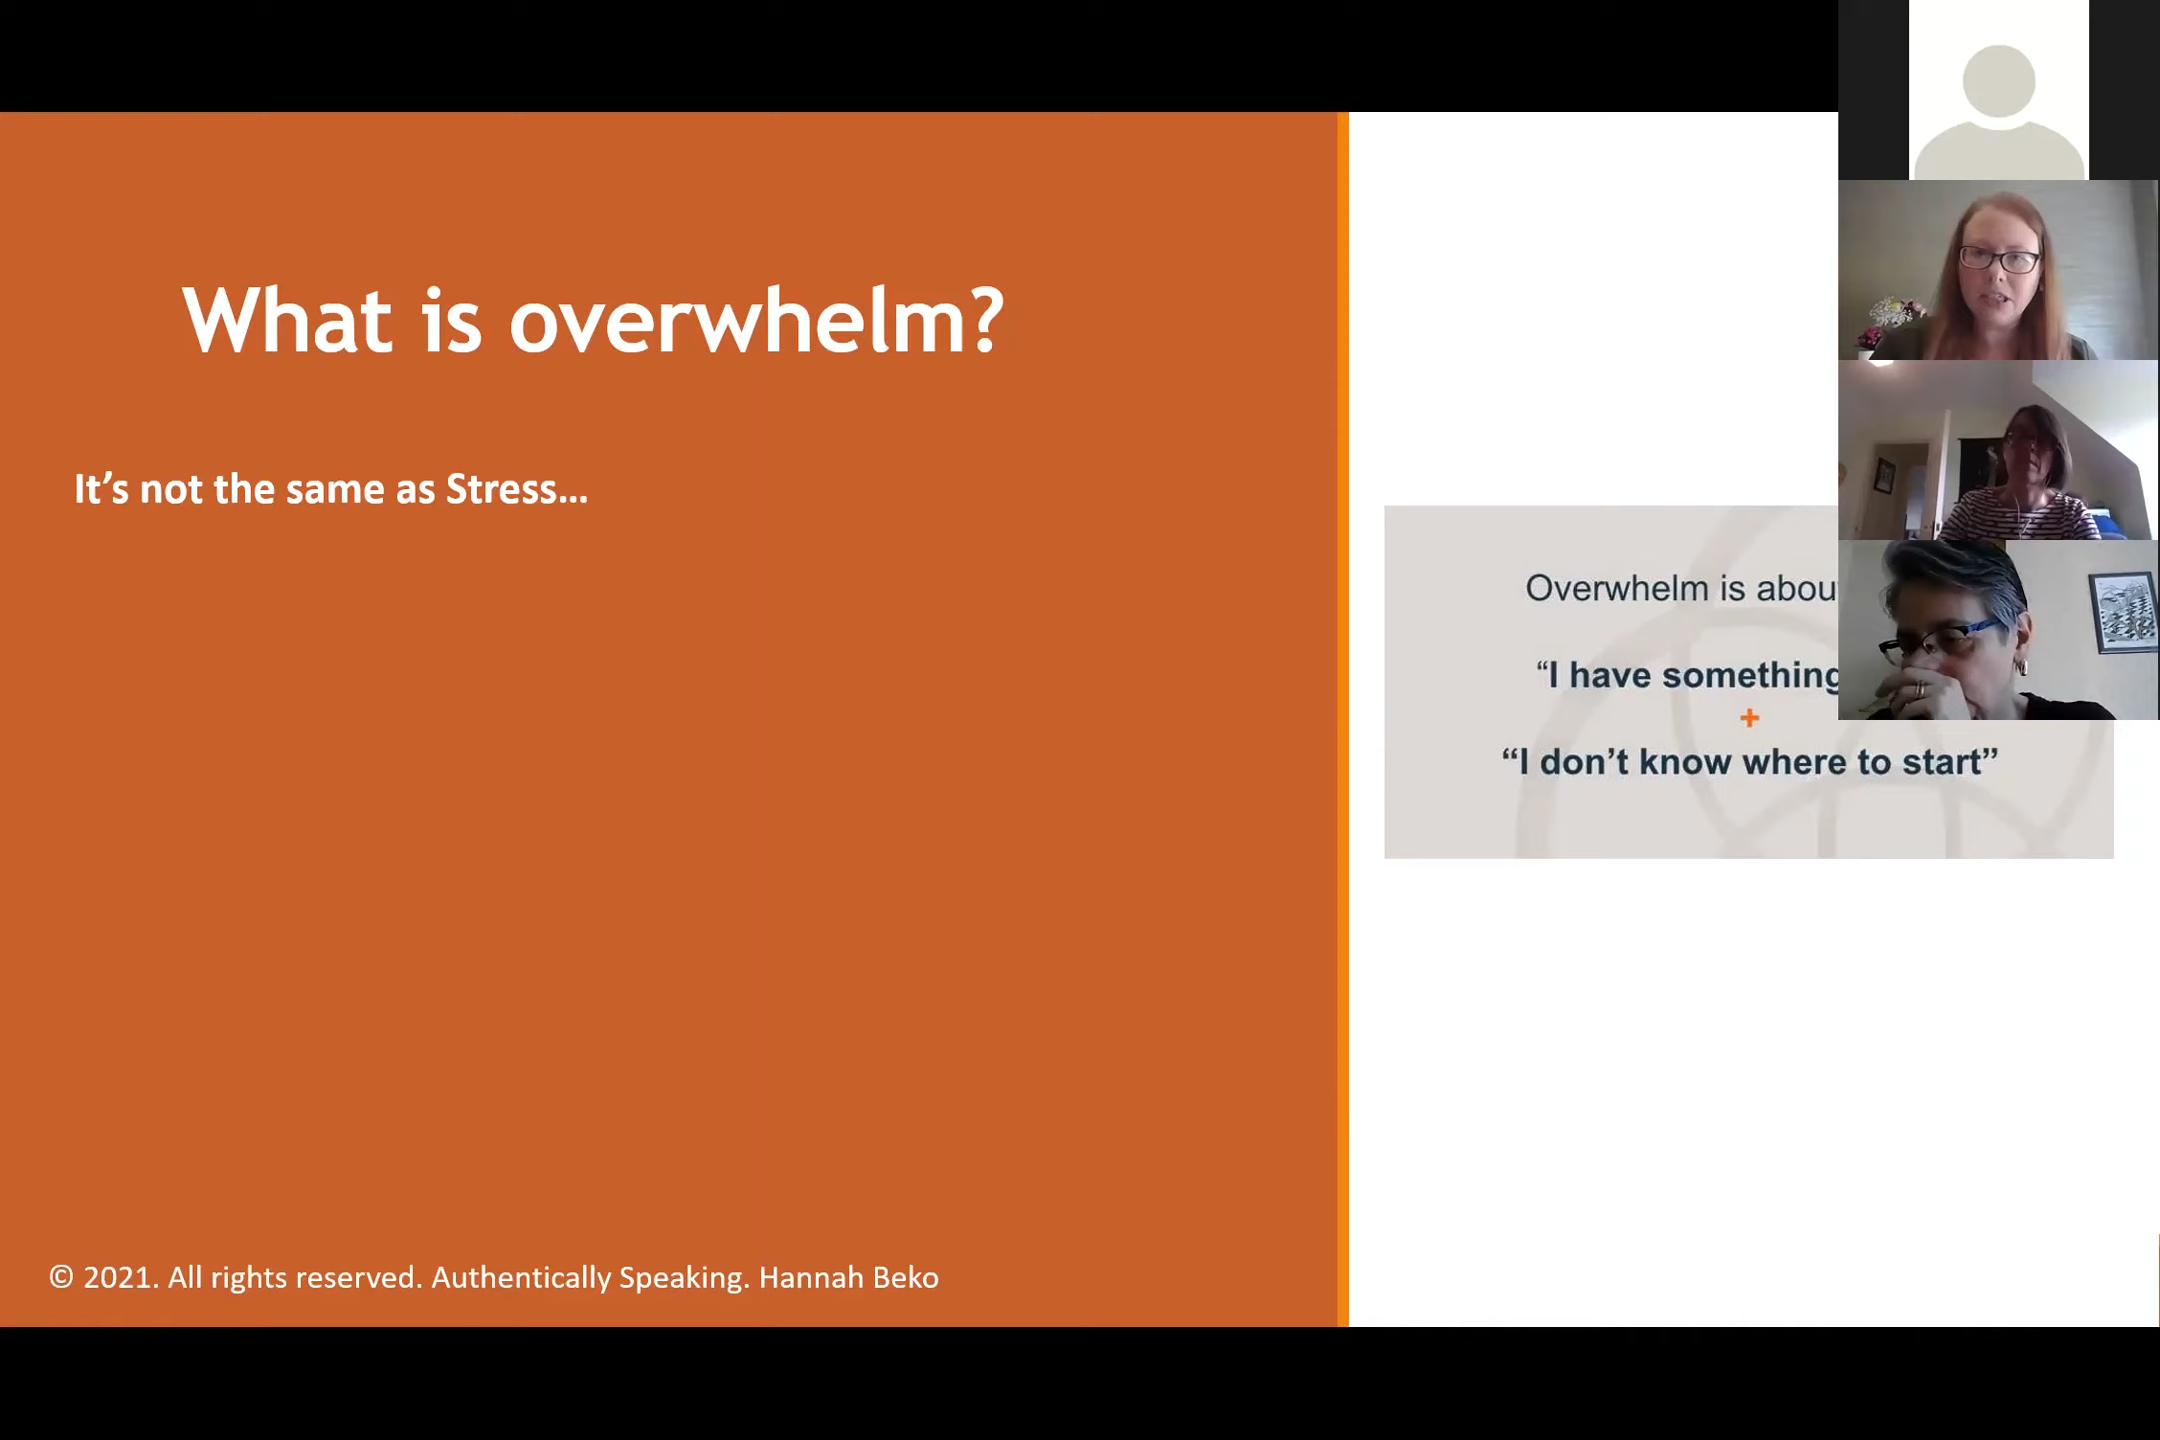 What is overwhelm?
It’s not the same as Stress...
Overwhelm is abou
“I have something
+
“I don’t know where to start”
© 2021. All rights reserved. Authentically Speaking. Hannah Beko